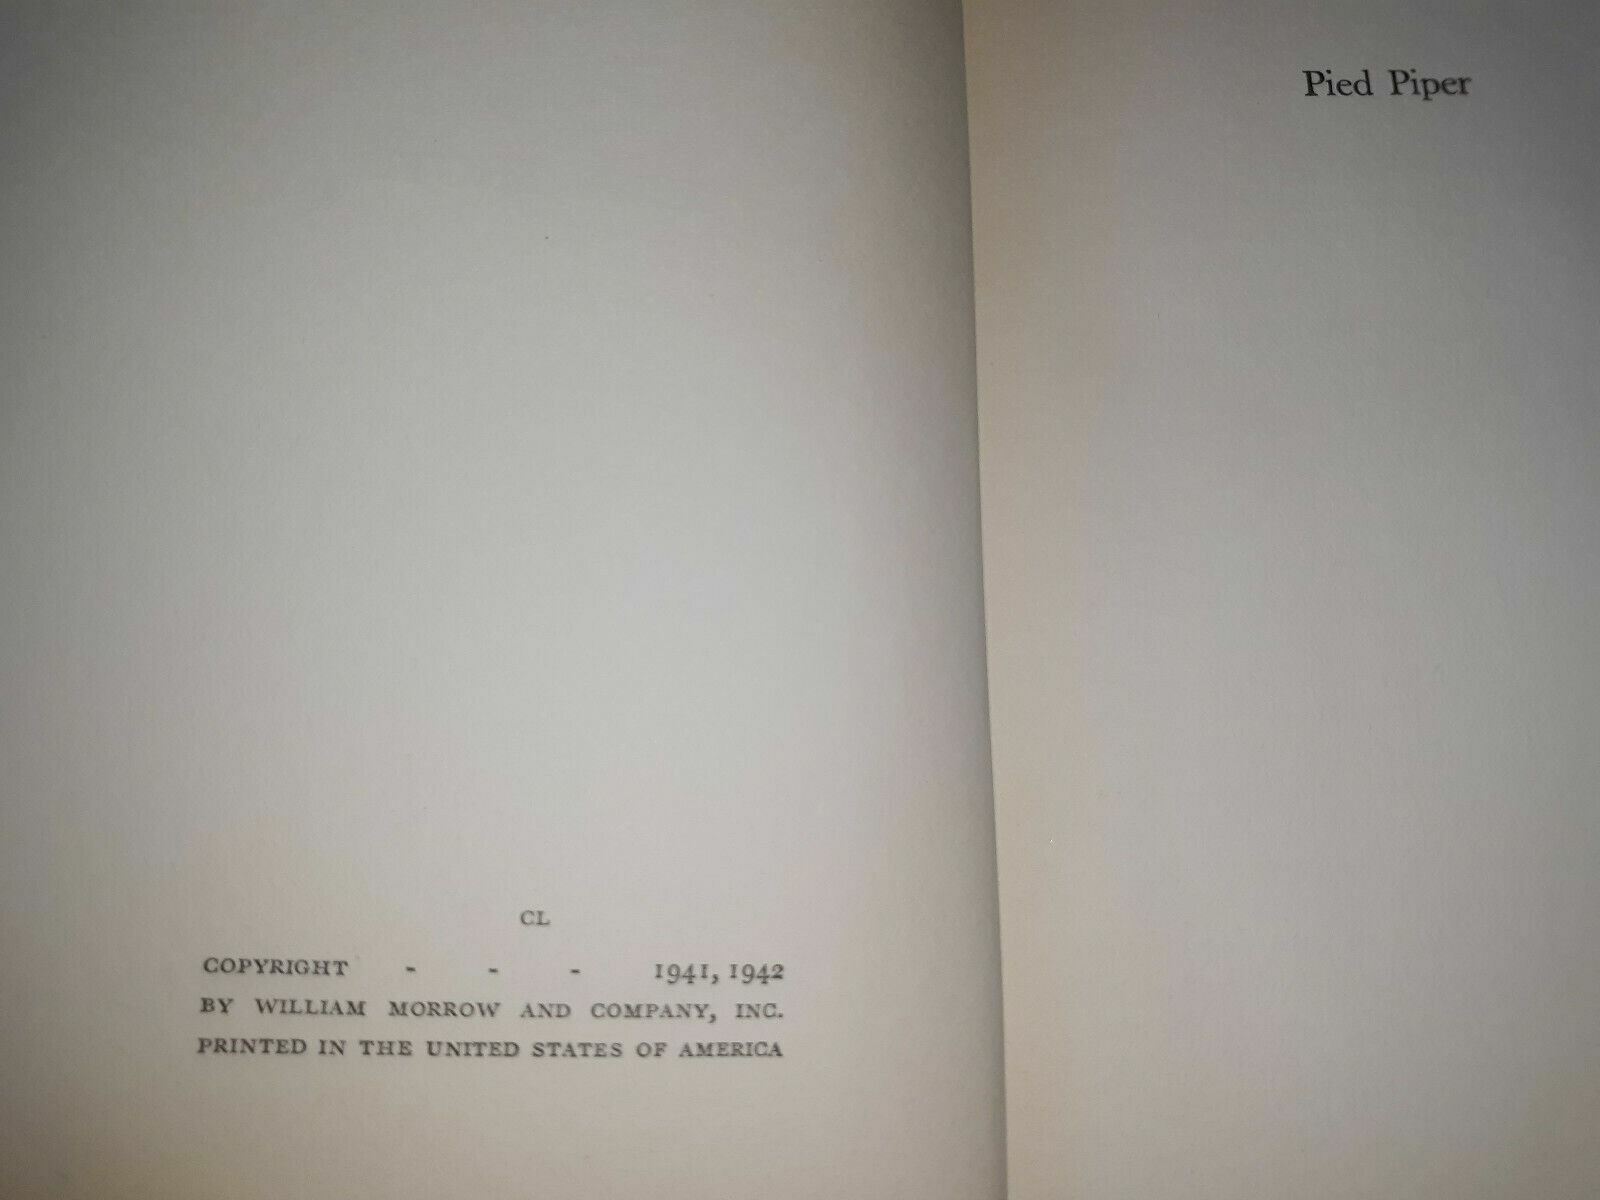 CL
COPYRIGHT - - - 1941, 1942
BY WILLIAM MORROW AND COMPANY, INC.
PRINTED IN THE UNITED STATES OF AMERICA
Pied Piper